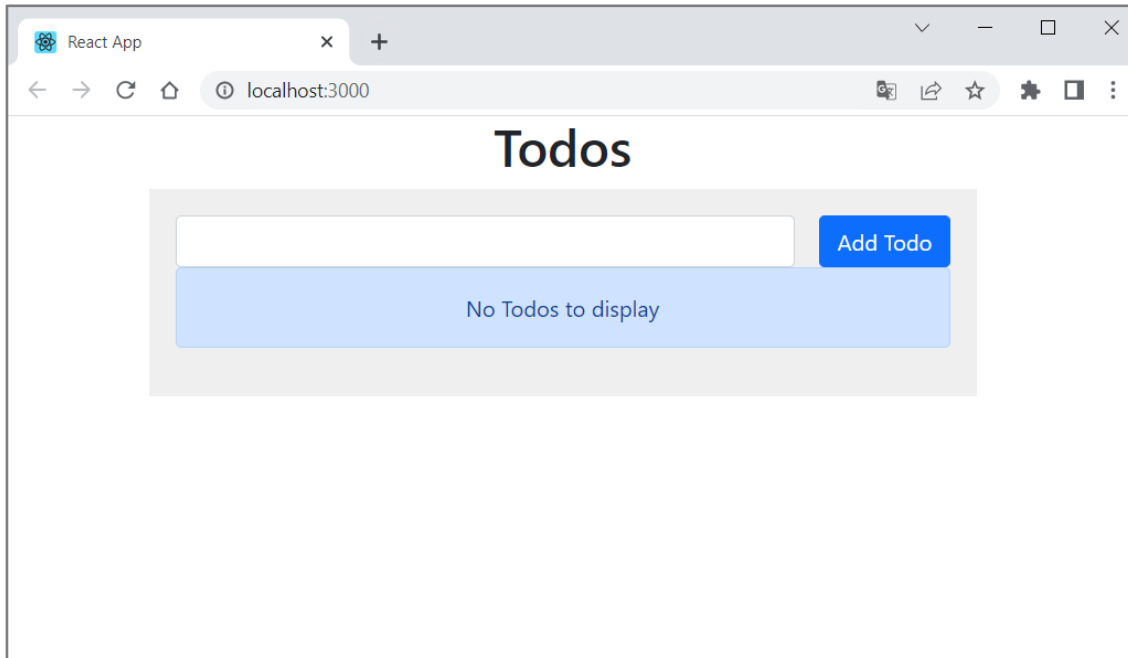 React App
localhost:3000
Todos
Add Todo
No Todos to display